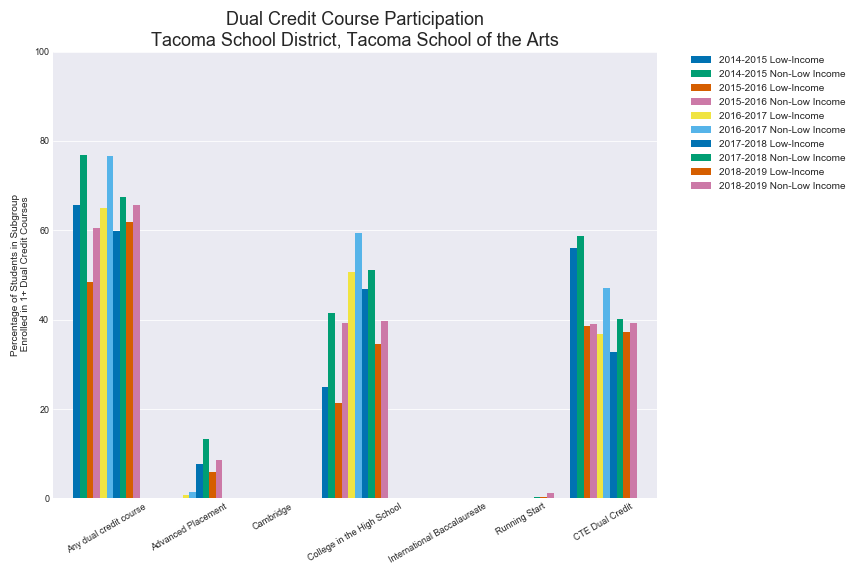 Dual Credit Course Participation
Tacoma School District, Tacoma School of the Arts
100
80
60
40
20
0
Percentage of Students in Subgroup
Enrolled in 1+ Dual Credit Courses
Any dual credit course
Advanced Placement
Cambridge
College in the High School
International Baccalaureate
Running Start
CTE Dual Credit
2014-2015 Low-Income
2014-2015 Non-Low Income
2015-2016 Low-Income
2015-2016 Non-Low Income
2016-2017 Low-Income
2016-2017 Non-Low Income
2017-2018 Low-Income
2017-2018 Non-Low Income
2018-2019 Low-Income
2018-2019 Non-Low Income